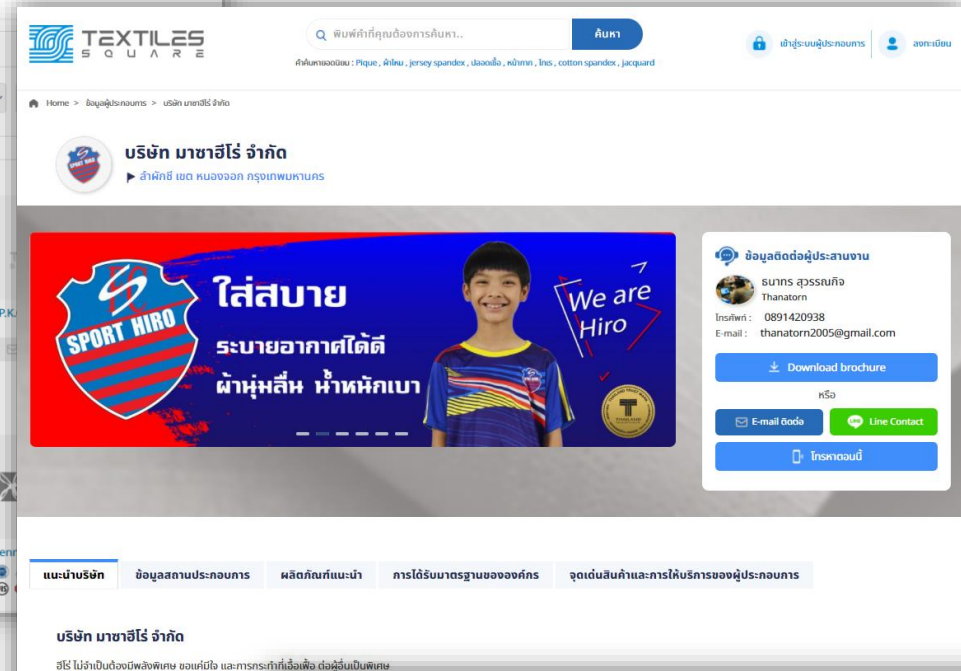 TEXTILES
SQUARE
พิมพ์คำที่คุณต้องการค้นหา..
ค้นหา
คำค้นหายอดนิยม : Pique , ผ้าไหม , jersey spandex , ปลอดเชื้อ , หน้ากาก , ไทร , cotton spandex , jacquard
เข้าสู่ระบบผู้ประกอบการ
ลงทะเบียน
Home > ข้อมูลผู้ประกอบการ > บริษัท มาซาฮีโร่ จำกัด
บริษัท มาซาฮีโร่ จำกัด
ลำผักชี เขต หนองจอก กรุงเทพมหานคร
FC
SPORT HIRO
ใส่สบาย
ระบายอากาศได้ดี
ผ้านุ่มลื่น น้ำหนักเบา
We are
Hiro
ข้อมูลติดต่อผู้ประสานงาน
ธนากร สุวรรณกิจ
Thanatorn
โทรศัพท์ : 0891420938
E-mail : thanatorn2005@gmail.com
Download brochure
หรือ
E-mail ติดต่อ
Line Contact
โทรหาตอนนี้
แนะนำบริษัท
ข้อมูลสถานประกอบการ
ผลิตภัณฑ์แนะนำ
การได้รับมาตรฐานขององค์กร
จุดเด่นสินค้าและการให้บริการของผู้ประกอบการ
บริษัท มาซาฮีโร่ จำกัด
ฮีโร่ ไม่จำเป็นต้องมีพลังพิเศษ ขอแค่มีใจ และการกระทำที่เอื้อเฟื้อ ต่อผู้อื่นเป็นพิเศษ